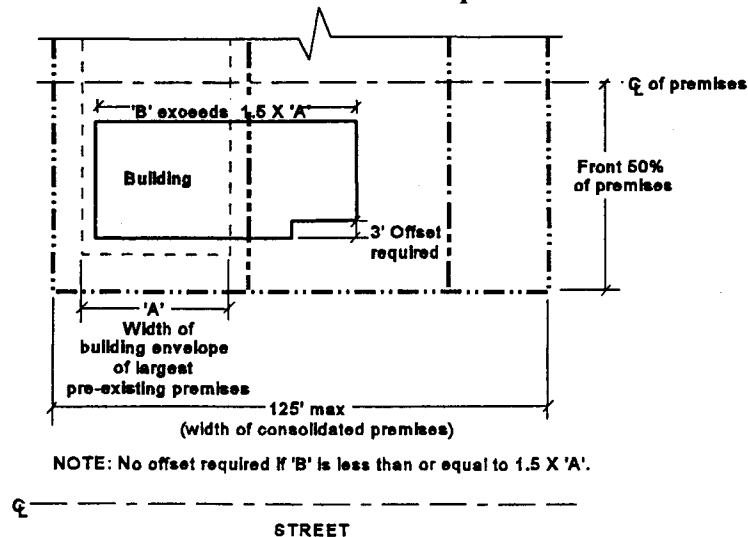 ℄ of premises
'B' exceeds 1.5 X 'A'
Building
Front 50%
of premises
3' Offset
required
'A'
Width of
building envelope
of largest
pre-existing premises
125' max
(width of consolidated premises)
NOTE: No offset required if 'B' is less than or equal to 1.5 X 'A'.
℄
STREET